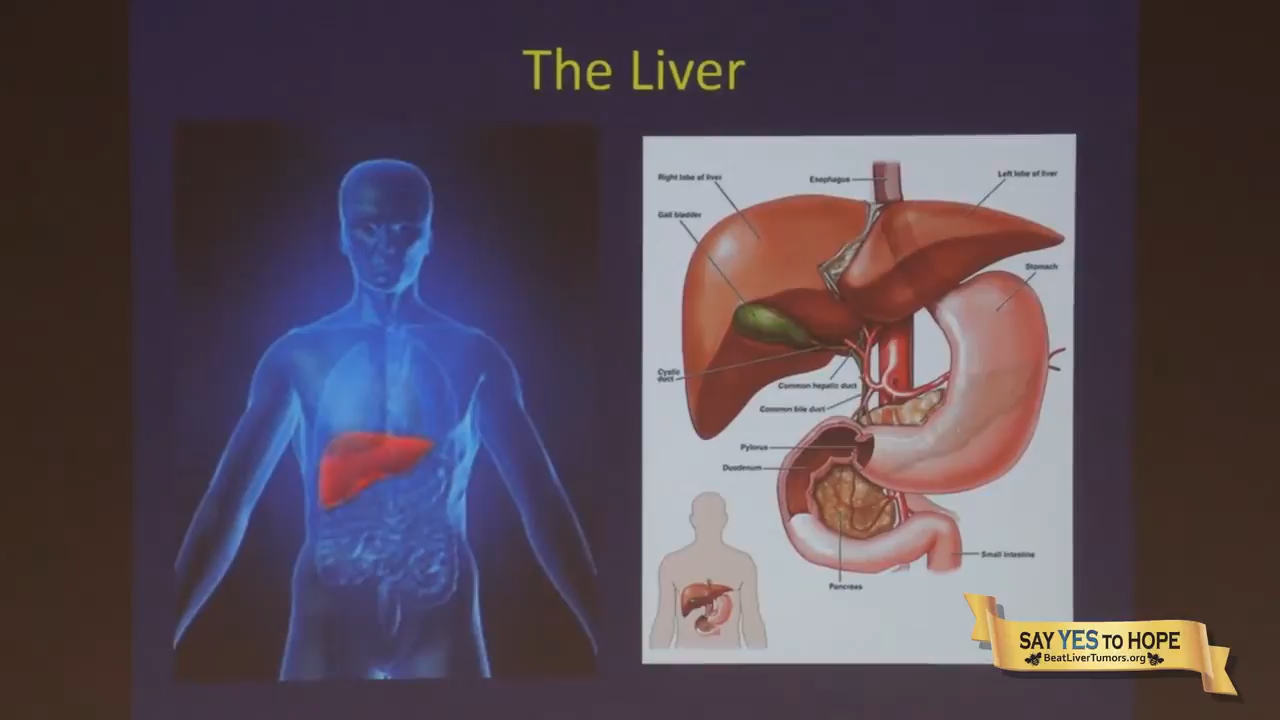 The Liver
Right lobe of liver
Esophagus
Left lobe of liver
Gall bladder
Stomach
Cystic
duct
Common hepatic duct
Common bile duct
Pylorus
Duodenum
Small intestine
Pancreas
SAY YES TO HOPE
BeatLiverTumors.org